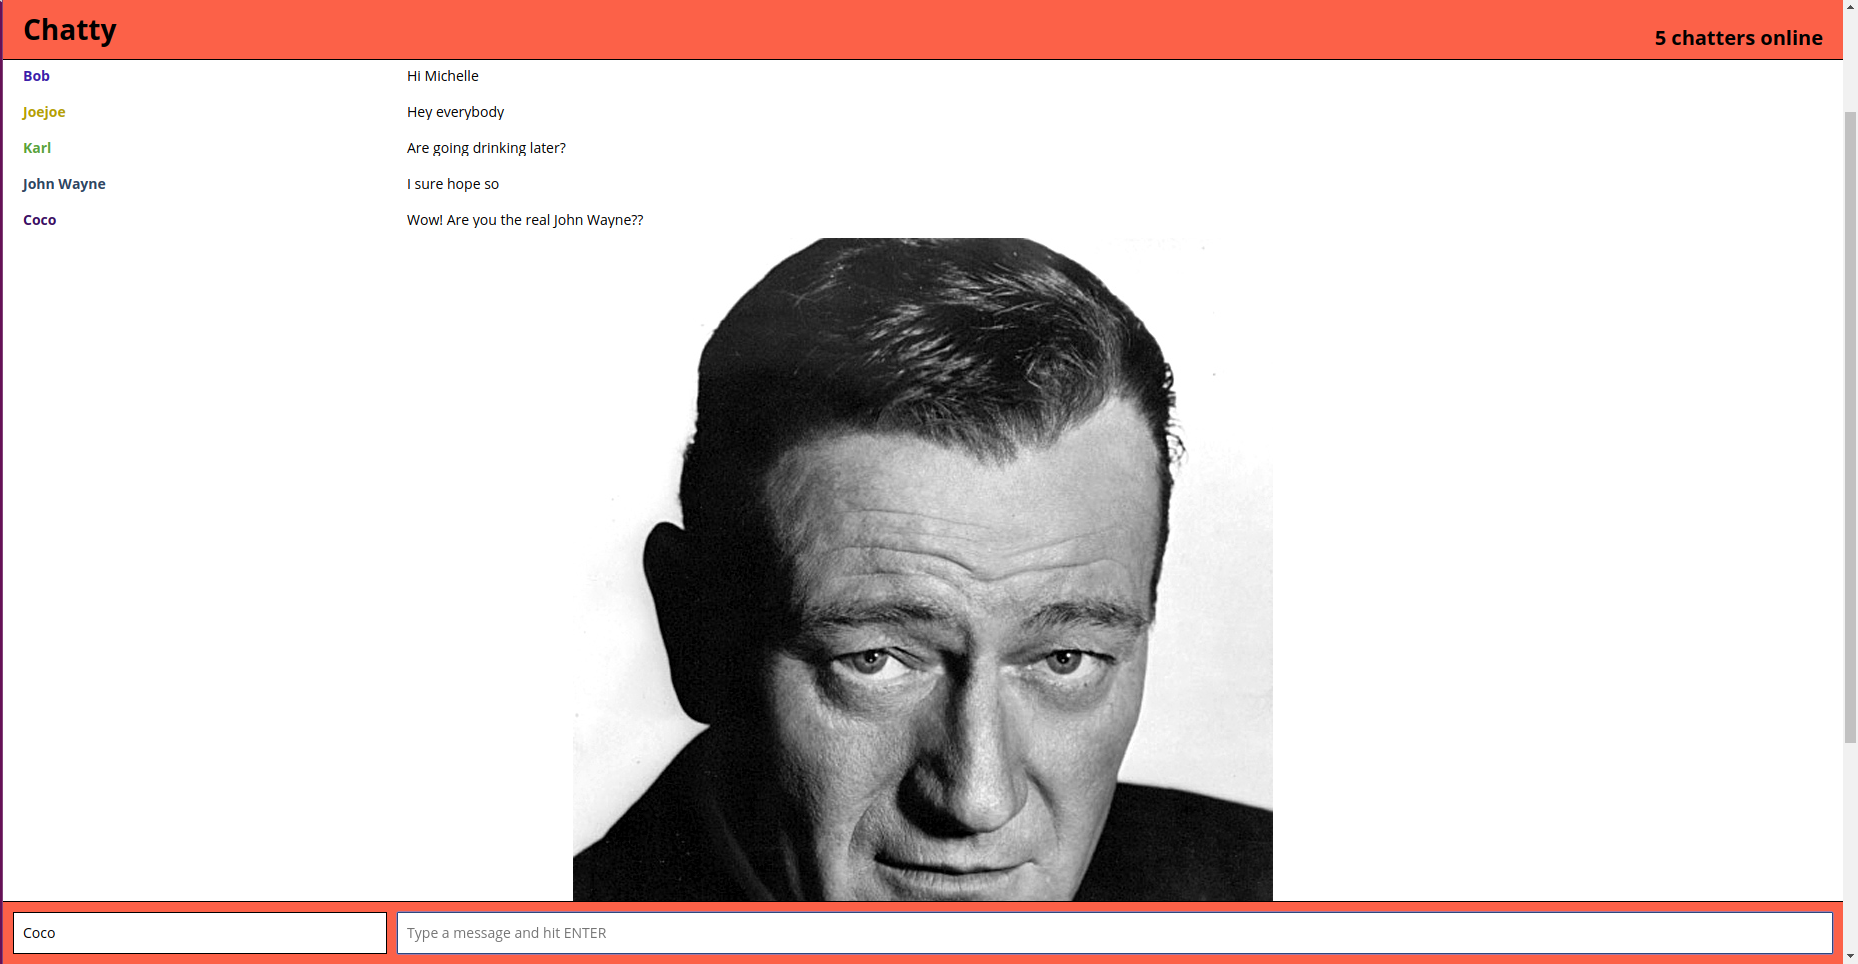 Chatty
5 chatters online
Bob Hi Michelle
Joejoe Hey everybody
Karl Are going drinking later?
John Wayne I sure hope so
Coco Wow! Are you the real John Wayne??
Coco Type a message and hit ENTER